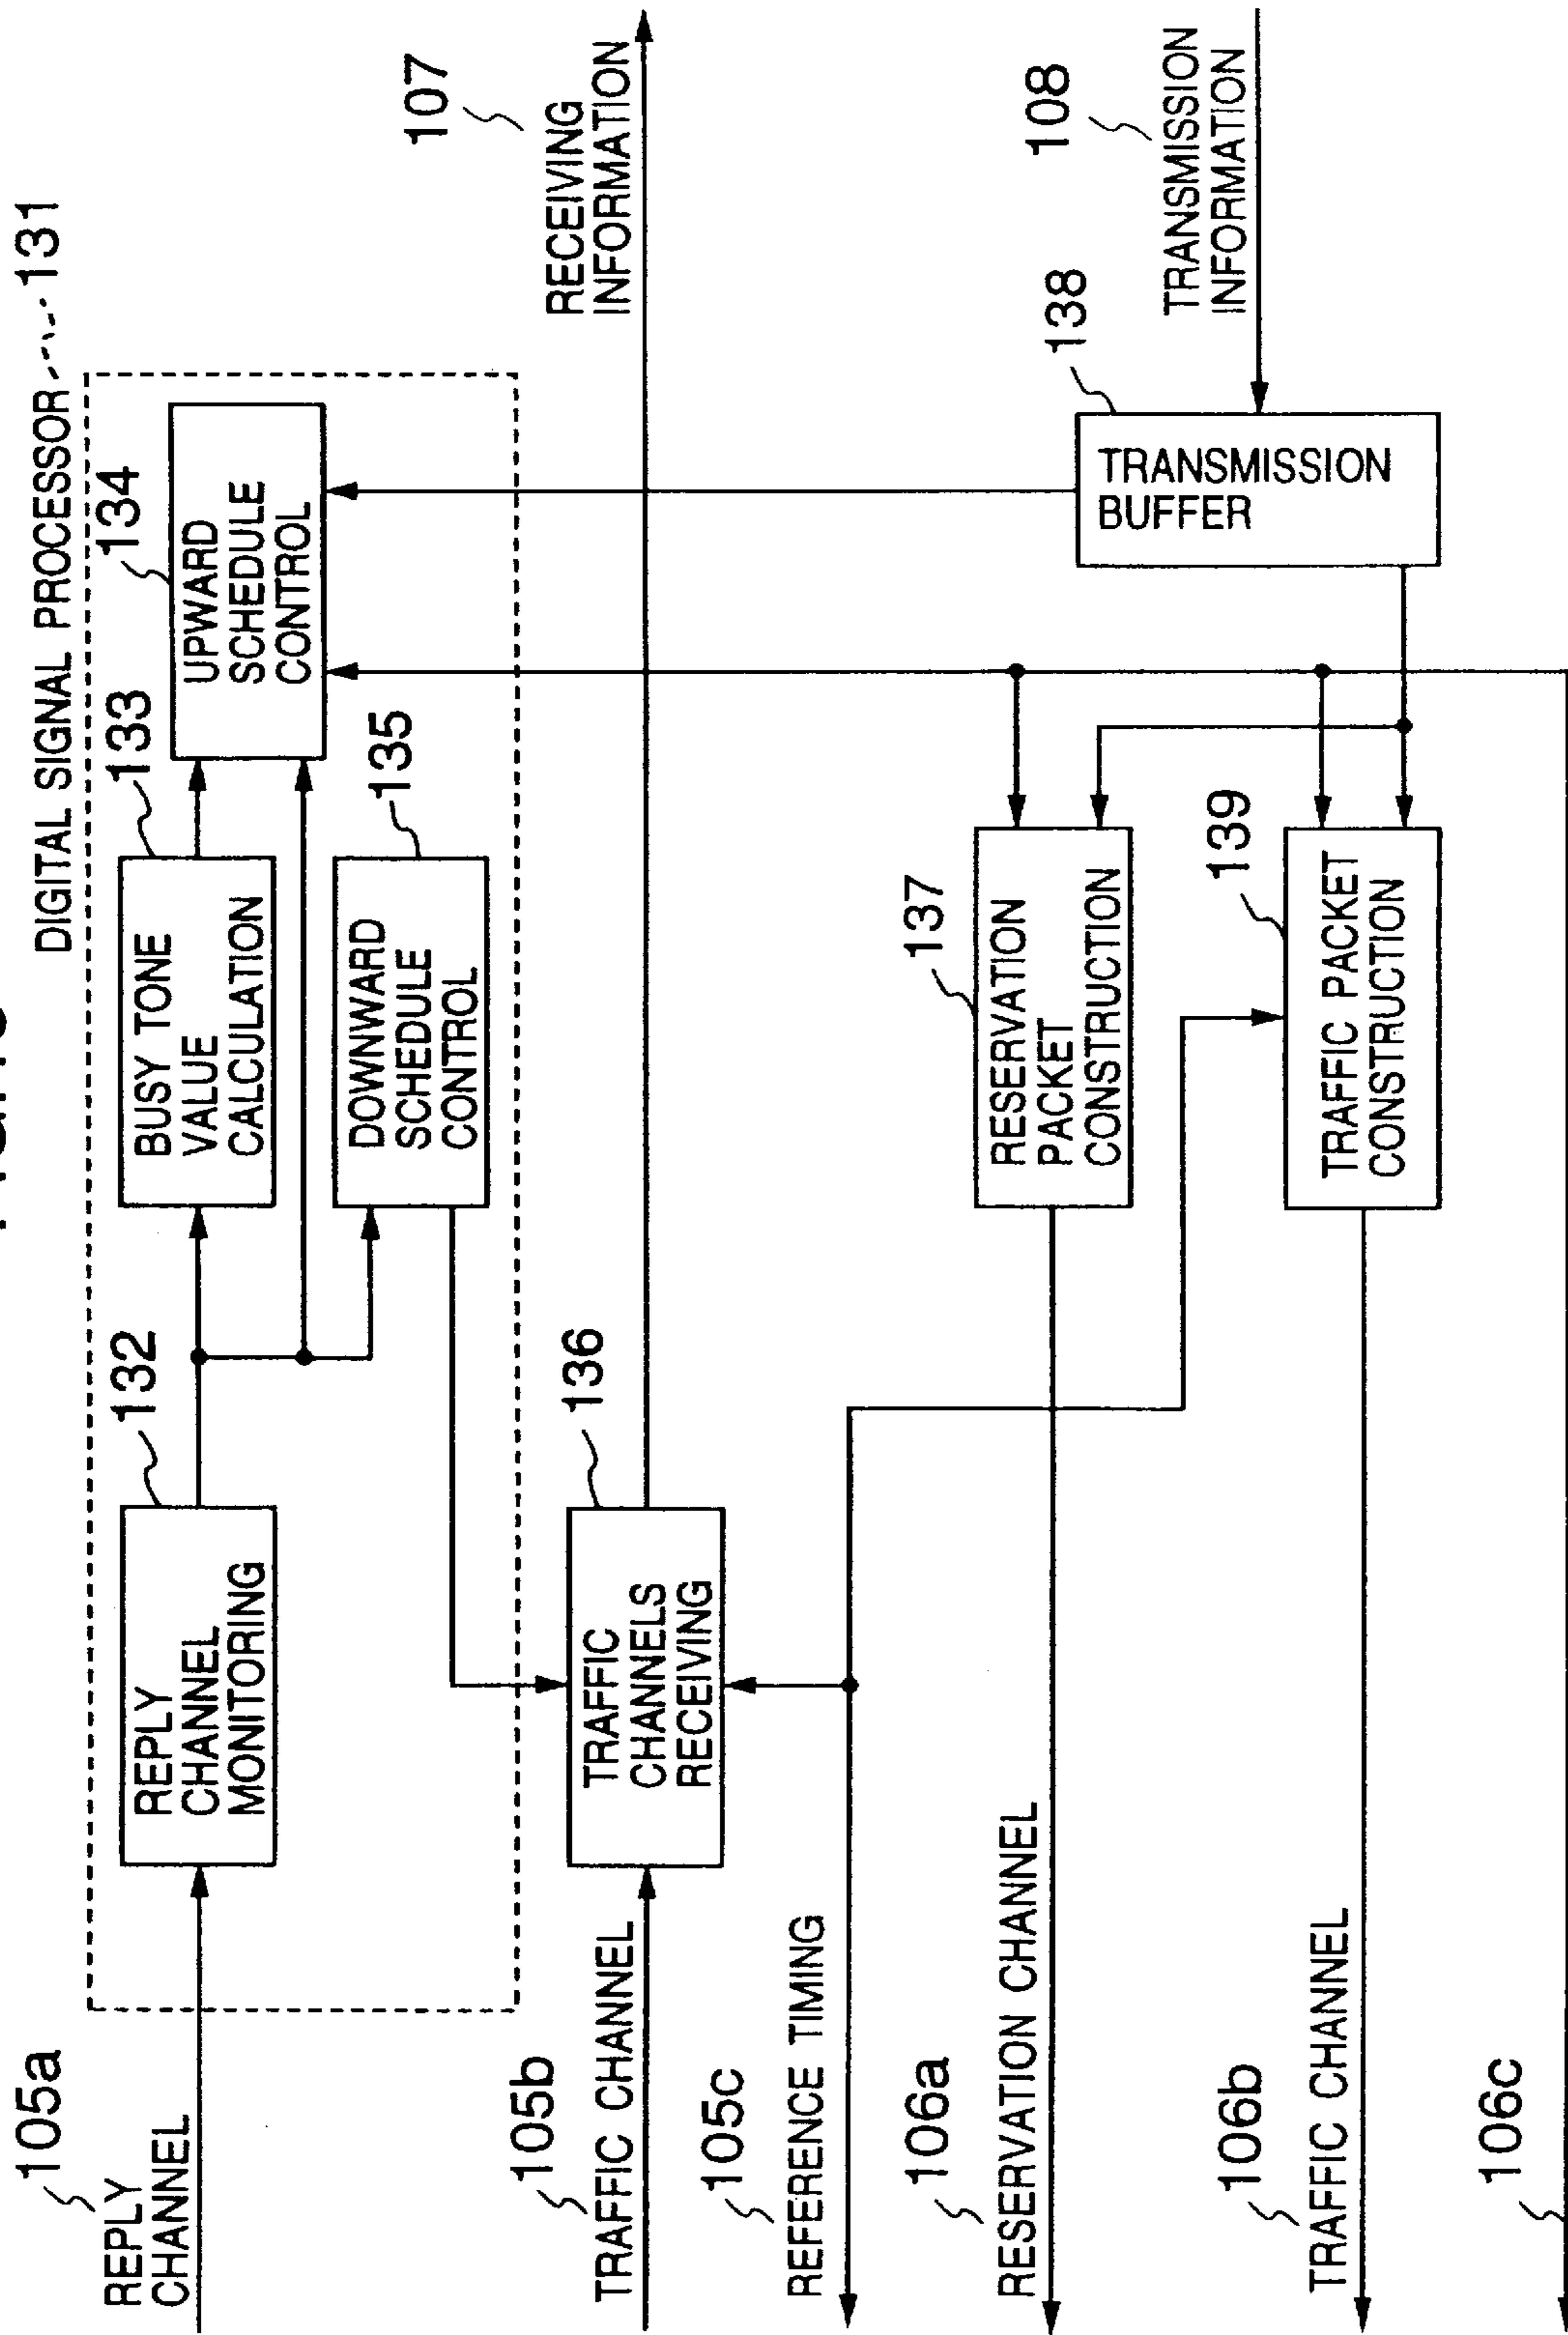 DIGITAL SIGNAL PROCESSOR
131
105a
REPLY
CHANNEL
132
REPLY
CHANNEL
MONITORING
133
BUSY TONE
VALUE
CALCULATION
134
UPWARD
SCHEDULE
CONTROL
135
DOWNWARD
SCHEDULE
CONTROL
107
RECEIVING
INFORMATION
105b
TRAFFIC CHANNEL
136
TRAFFIC
CHANNELS
RECEIVING
105c
REFERENCE TIMING
106a
RESERVATION CHANNEL
137
RESERVATION
PACKET
CONSTRUCTION
138
TRANSMISSION
BUFFER
108
TRANSMISSION
INFORMATION
106b
TRAFFIC CHANNEL
139
TRAFFIC PACKET
CONSTRUCTION
106c